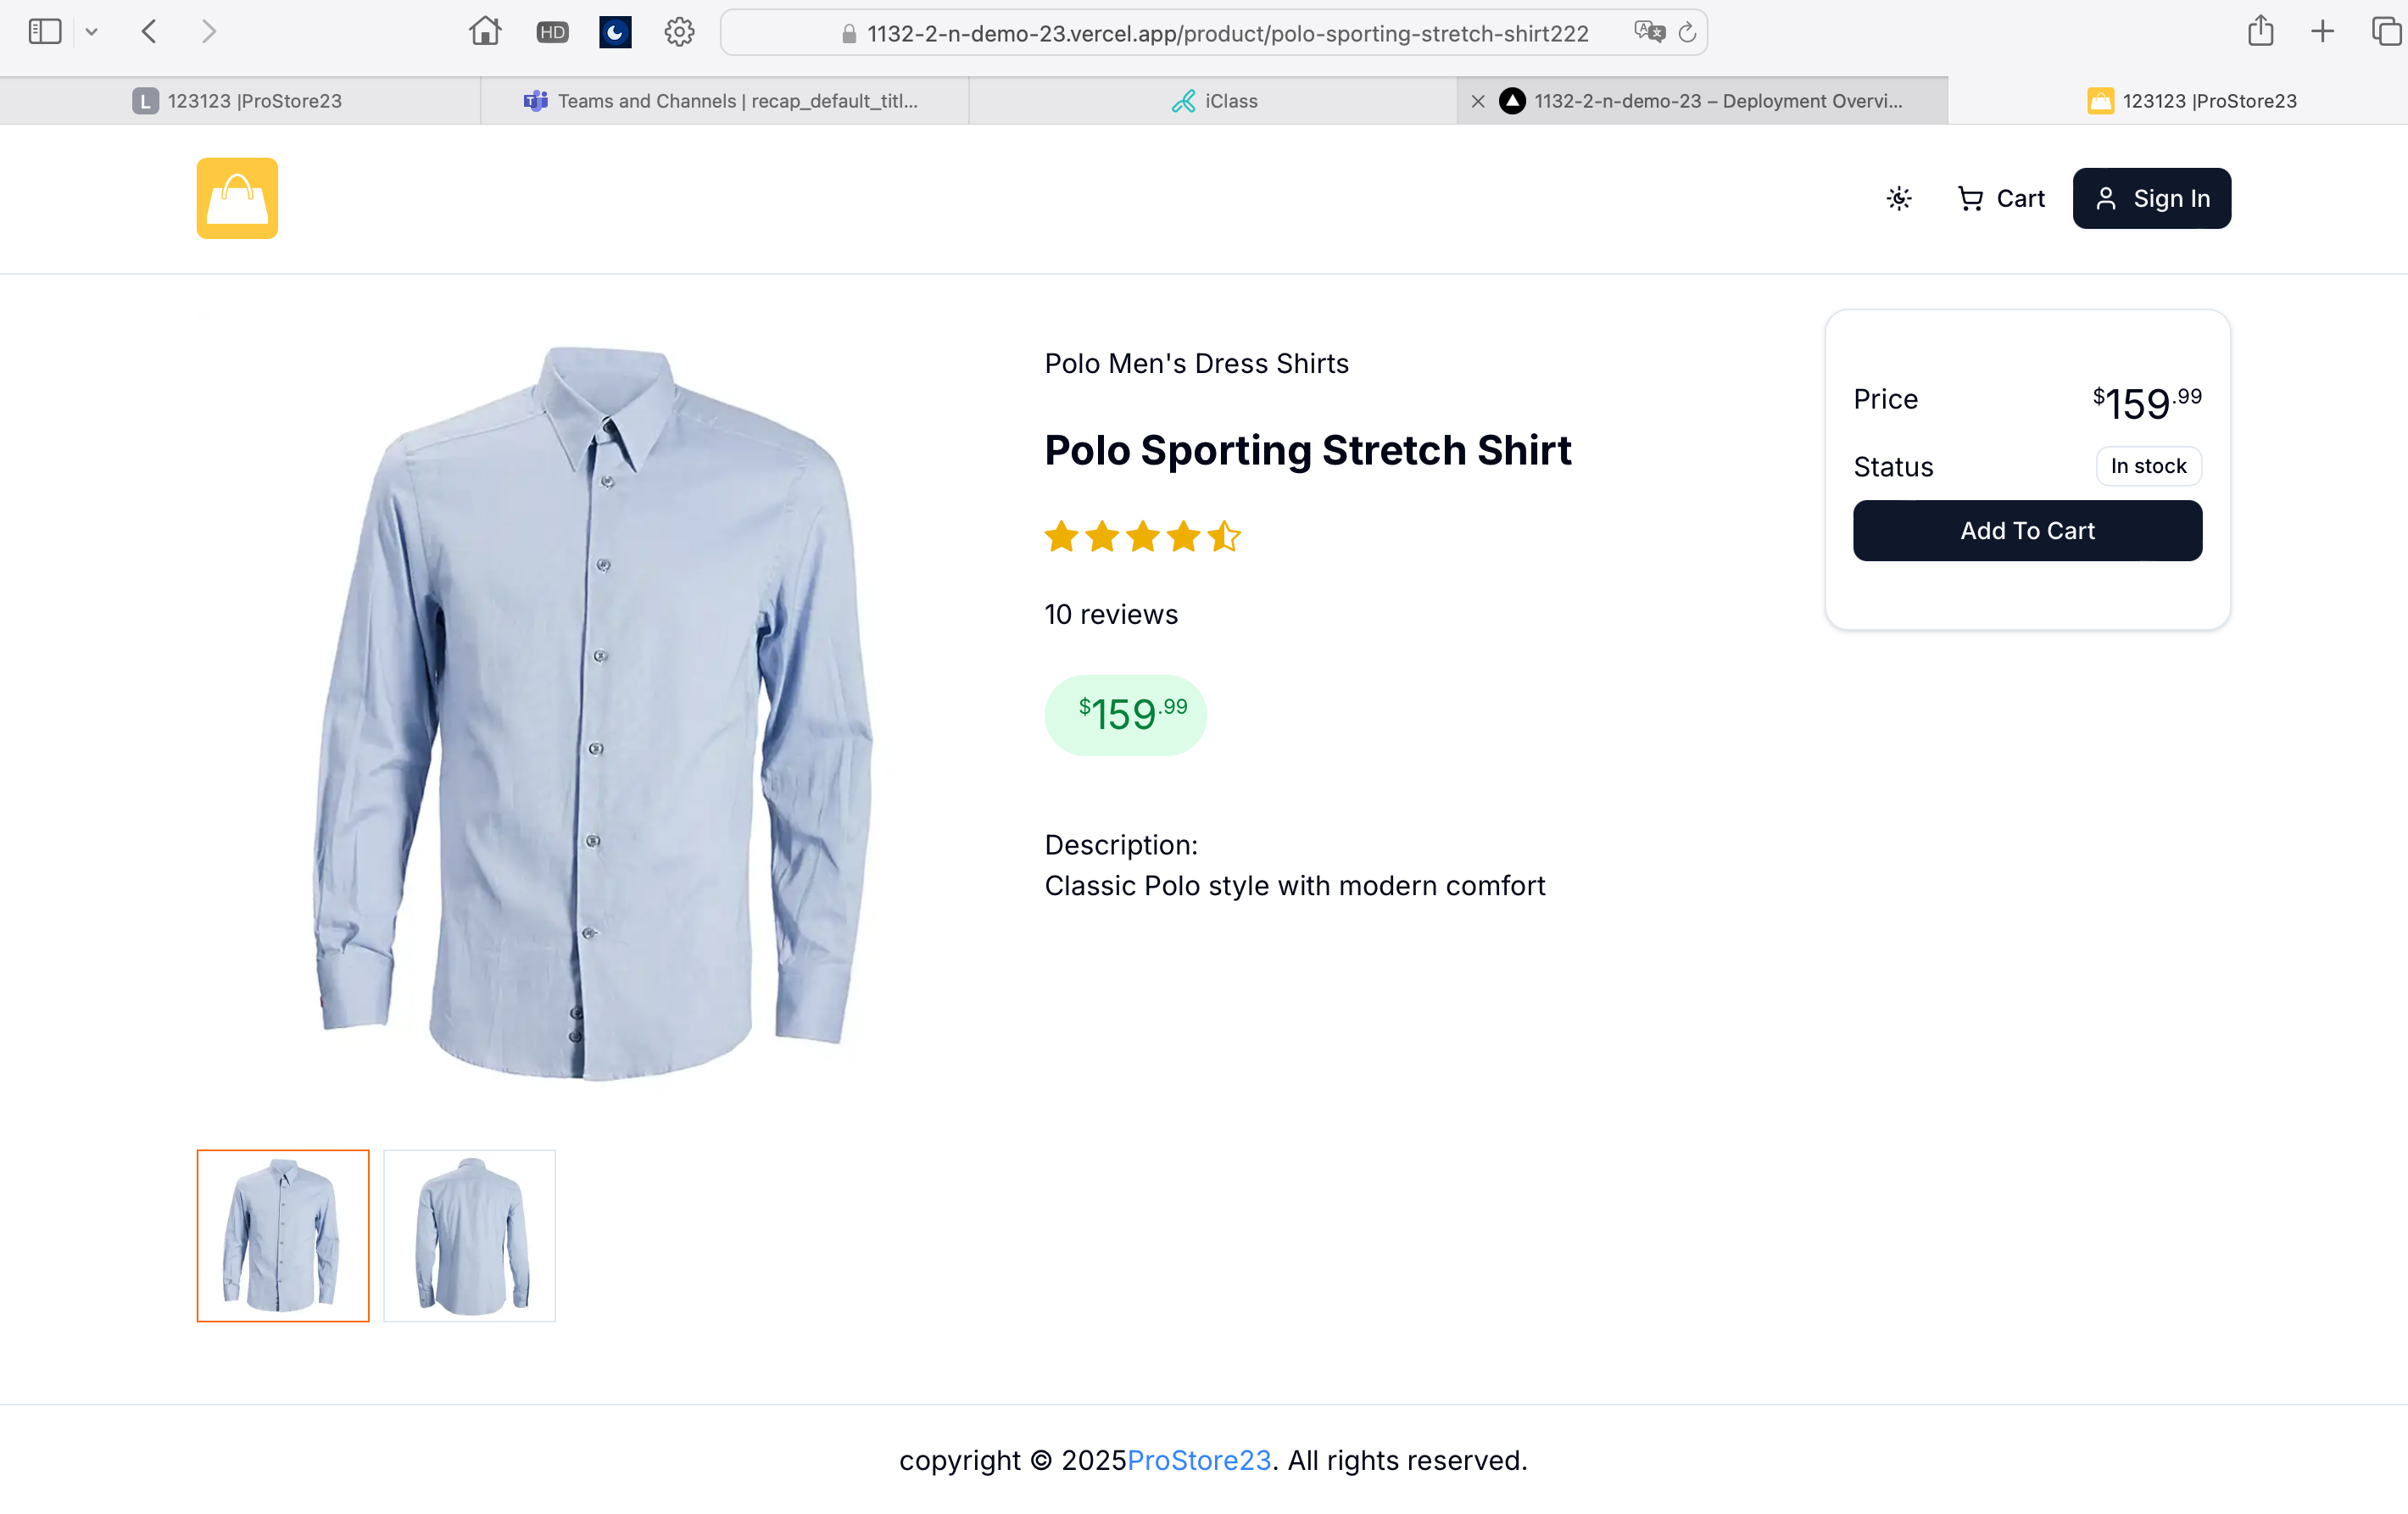 HD
1132-2-n-demo-23.vercel.app/product/polo-sporting-stretch-shirt222
L 123123 |ProStore23
Teams and Channels | recap_default_titl...
iClass
1132-2-n-demo-23 – Deployment Overvi...
123123 |ProStore23
Cart
Sign In
Polo Men's Dress Shirts
Polo Sporting Stretch Shirt
10 reviews
$159.99
Description:
Classic Polo style with modern comfort
Price $159.99
Status In stock
Add To Cart
copyright © 2025ProStore23. All rights reserved.